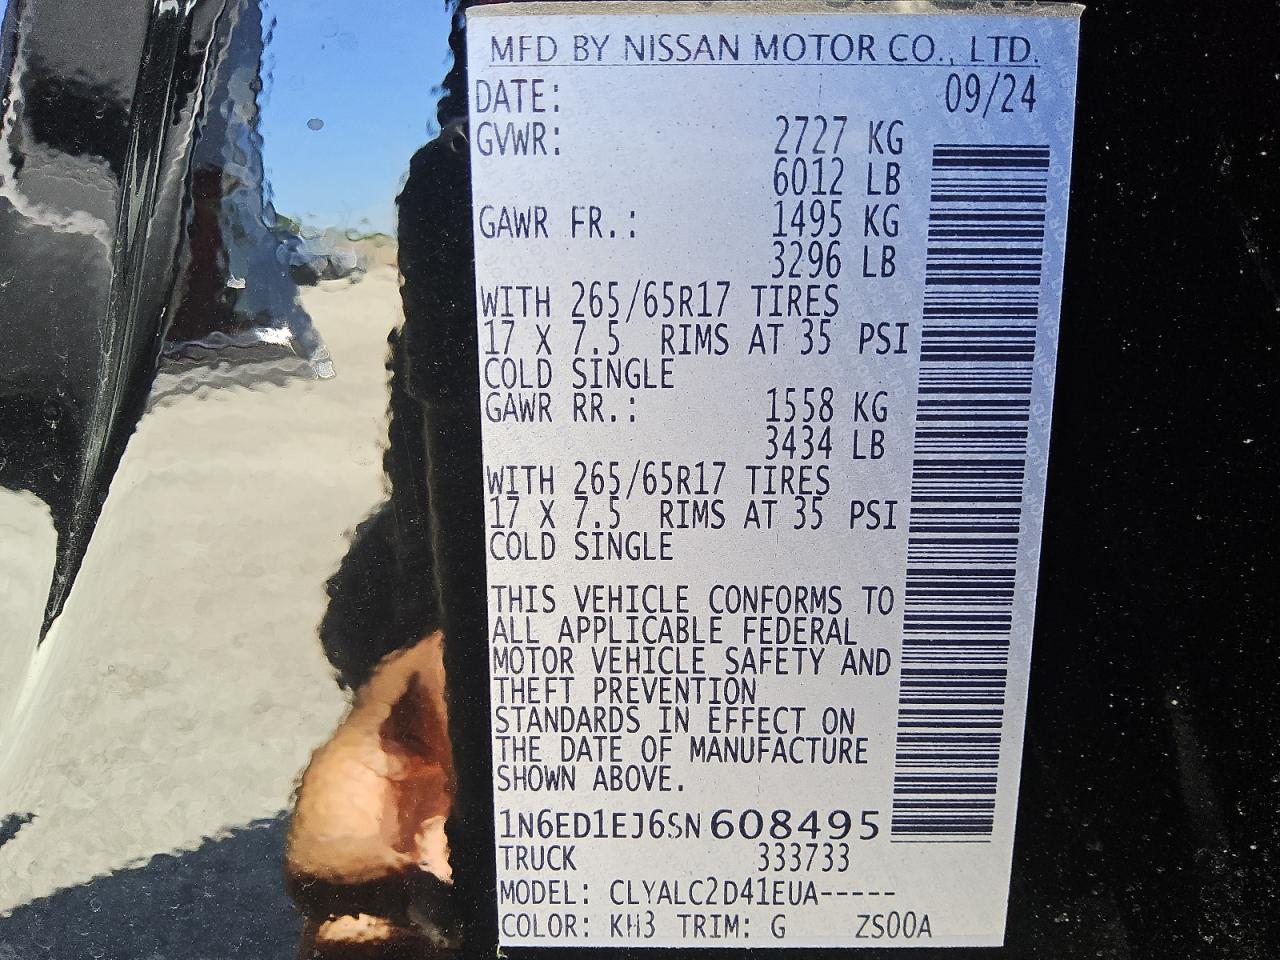 MFD BY NISSAN MOTOR CO., LTD.
DATE: 09/24
GVWR: 2727 KG
6012 LB
GAWR FR.: 1495 KG
3296 LB
WITH 265/65R17 TIRES
17 X 7.5 RIMS AT 35 PSI
COLD SINGLE
GAWR RR.: 1558 KG
3434 LB
WITH 265/65R17 TIRES
17 X 7.5 RIMS AT 35 PSI
COLD SINGLE
THIS VEHICLE CONFORMS TO
ALL APPLICABLE FEDERAL
MOTOR VEHICLE SAFETY AND
THEFT PREVENTION
STANDARDS IN EFFECT ON
THE DATE OF MANUFACTURE
SHOWN ABOVE.
1N6ED1EJ6SN608495
TRUCK 333733
MODEL: CLYALC2D41EUA-----
COLOR: KH3 TRIM: G ZS00A